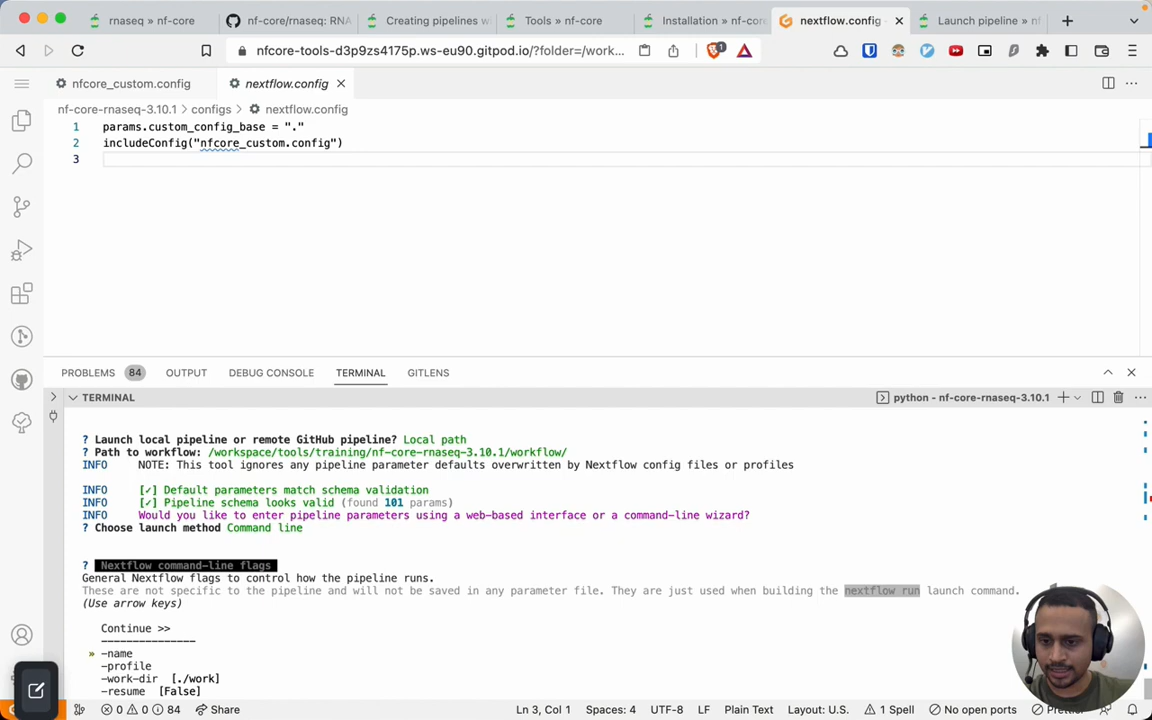 rnaseq » nf-core
nf-core/rnaseq: RNA
Creating pipelines w
Tools » nf-core
Installation » nf-core
nextflow.config
Launch pipeline » nf
nfcore-tools-d3p9zs4175p.ws-eu90.gitpod.io/?folder=/work...
1
nfcore_custom.config
nextflow.config
nf-core-rnaseq-3.10.1 > configs > nextflow.config
1 params.custom_config_base = "."
2 includeConfig("nfcore_custom.config")
3
PROBLEMS 84 OUTPUT DEBUG CONSOLE TERMINAL GITLENS
TERMINAL
python - nf-core-rnaseq-3.10.1
? Launch local pipeline or remote GitHub pipeline? Local path
? Path to workflow: /workspace/tools/training/nf-core-rnaseq-3.10.1/workflow/
INFO NOTE: This tool ignores any pipeline parameter defaults overwritten by Nextflow config files or profiles
INFO [✓] Default parameters match schema validation
INFO [✓] Pipeline schema looks valid (found 101 params)
INFO Would you like to enter pipeline parameters using a web-based interface or a command-line wizard?
? Choose launch method Command line
? Nextflow command-line flags
General Nextflow flags to control how the pipeline runs.
These are not specific to the pipeline and will not be saved in any parameter file. They are just used when building the nextflow run launch command.
(Use arrow keys)
Continue >>
---------------
» -name
-profile
-work-dir [./work]
-resume [False]
0 0 84 Share
Ln 3, Col 1 Spaces: 4 UTF-8 LF Plain Text Layout: U.S. 1 Spell No open ports